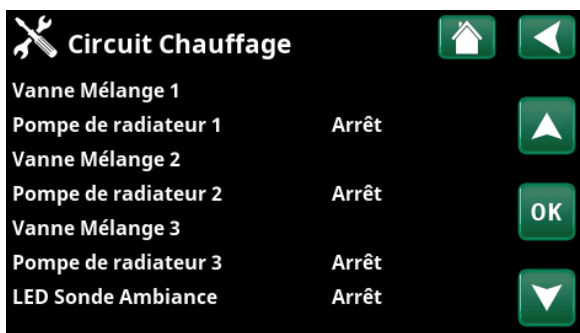 Circuit Chauffage
Vanne Mélange 1
Pompe de radiateur 1 Arrêt
Vanne Mélange 2
Pompe de radiateur 2 Arrêt
OK
Vanne Mélange 3
Pompe de radiateur 3 Arrêt
LED Sonde Ambiance Arrêt